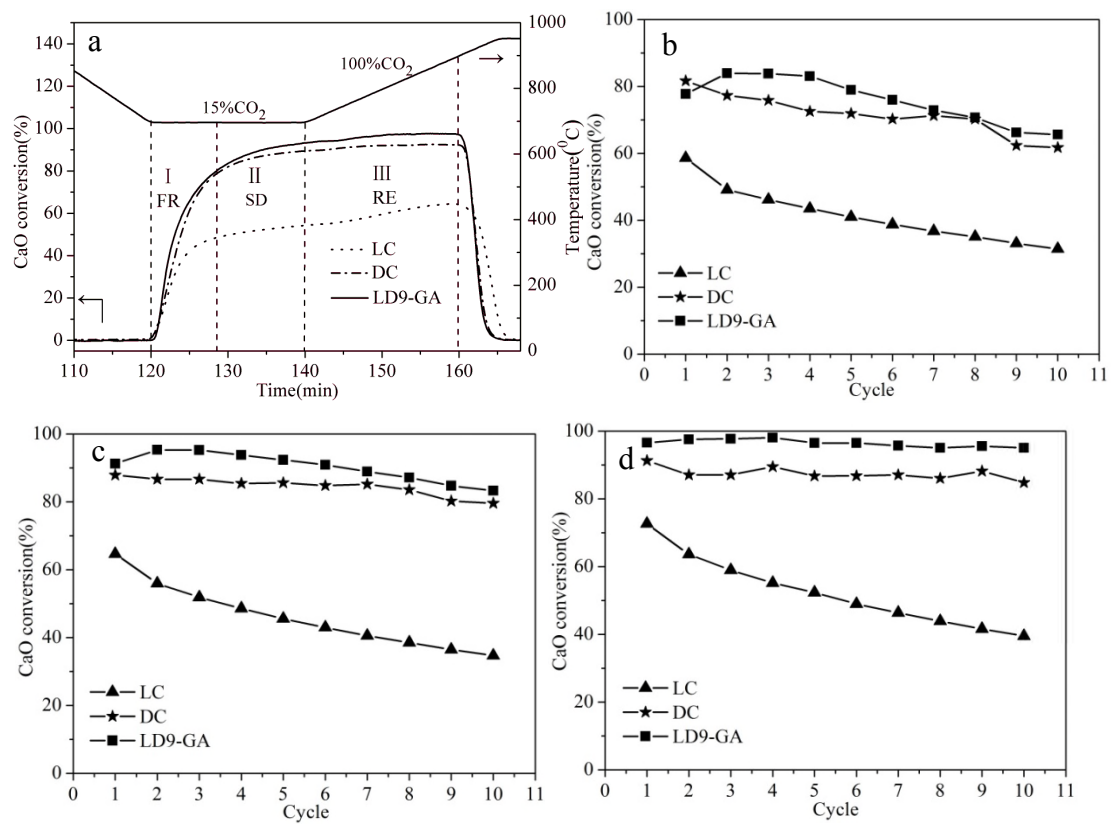 a
140
120
100
80
60
40
20
0
CaO conversion(%)
1000
800
600
400
200
0
Temperature(⁰C)
100%CO₂
15%CO₂
I
FR
II
SD
III
RE
LC
DC
LD9-GA
110 120 130 140 150 160
Time(min)
b
100
80
60
40
20
0
CaO conversion(%)
LC
DC
LD9-GA
0 1 2 3 4 5 6 7 8 9 10 11
Cycle
c
100
80
60
40
20
0
CaO conversion(%)
LC
DC
LD9-GA
0 1 2 3 4 5 6 7 8 9 10 11
Cycle
d
100
80
60
40
20
0
CaO conversion(%)
LC
DC
LD9-GA
0 1 2 3 4 5 6 7 8 9 10 11
Cycle